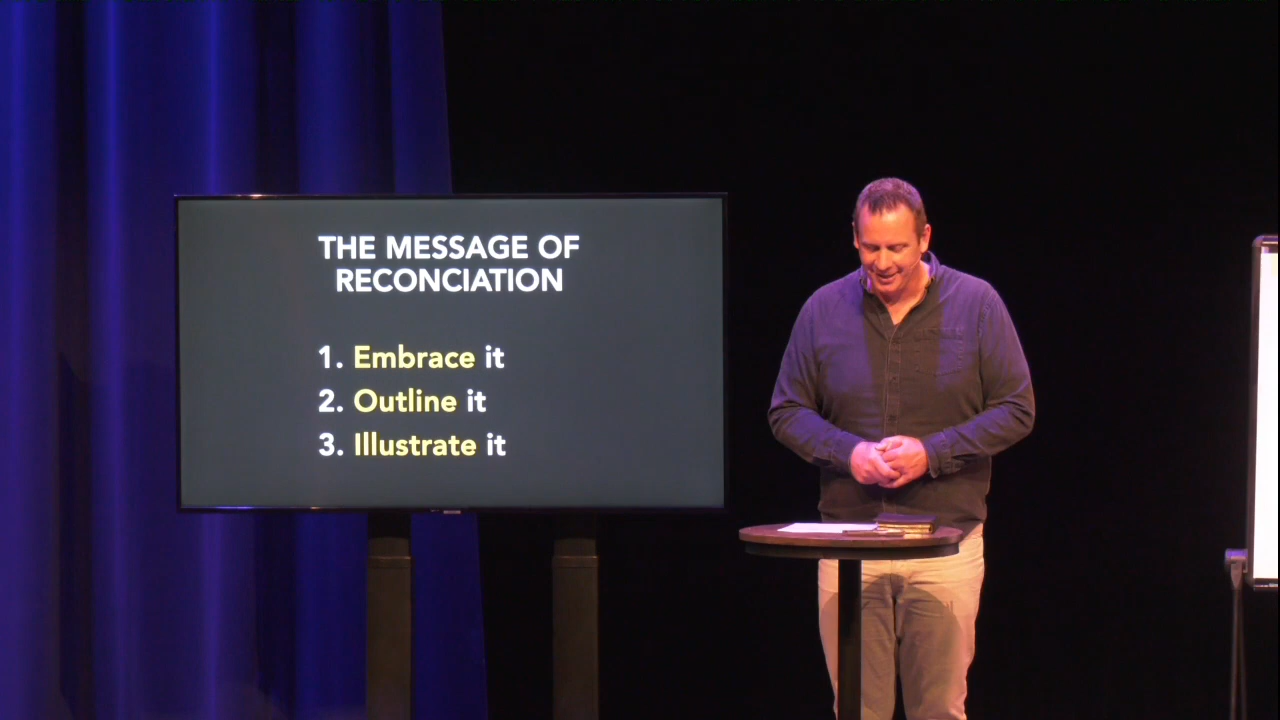 THE MESSAGE OF
RECONCIATION
1. Embrace it
2. Outline it
3. Illustrate it